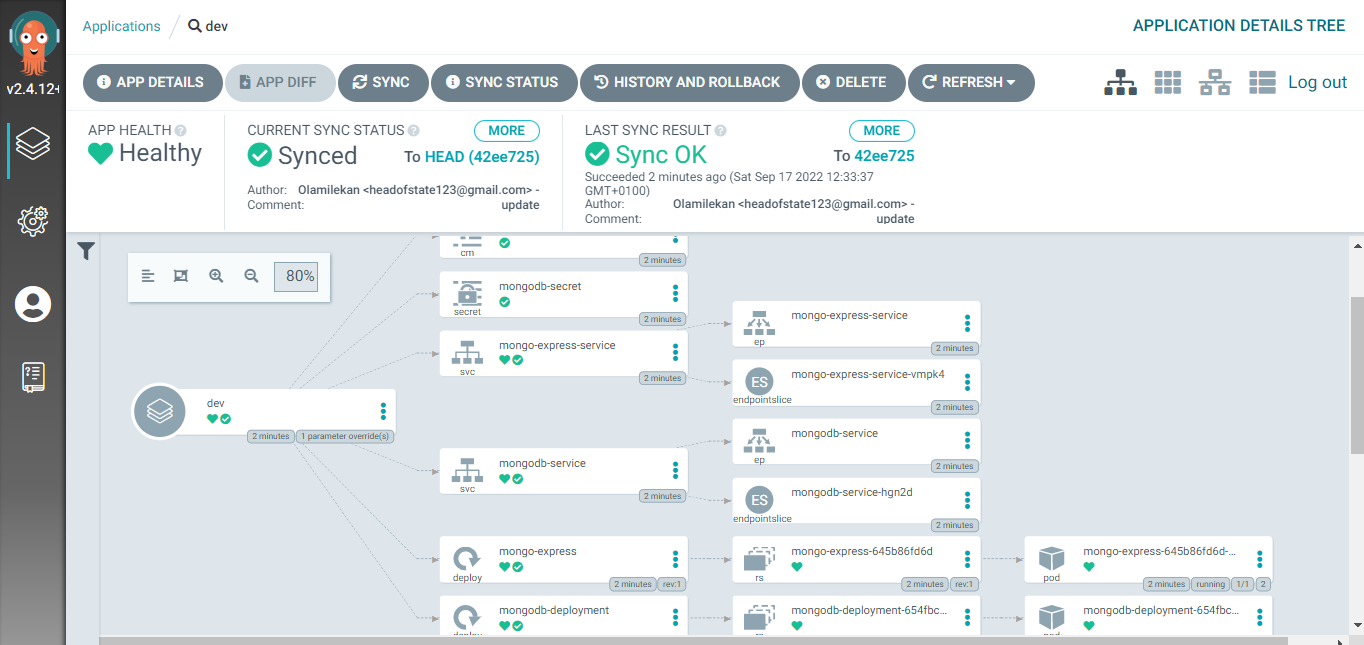 Applications
dev
APPLICATION DETAILS TREE
v2.4.12+
APP DETAILS
APP DIFF
SYNC
SYNC STATUS
HISTORY AND ROLLBACK
DELETE
REFRESH
Log out
APP HEALTH
Healthy
CURRENT SYNC STATUS
MORE
Synced
To HEAD (42ee725)
Author: Olamilekan <headofstate123@gmail.com> -
Comment: update
LAST SYNC RESULT
MORE
Sync OK
To 42ee725
Succeeded 2 minutes ago (Sat Sep 17 2022 12:33:37
GMT+0100)
Author: Olamilekan <headofstate123@gmail.com> -
Comment: update
80%
cm
2 minutes
mongodb-secret
secret
2 minutes
mongo-express-service
svc
2 minutes
mongo-express-service
ep
2 minutes
mongo-express-service-vmpk4
ES
endpointslice
2 minutes
dev
2 minutes
1 parameter override(s)
mongodb-service
svc
2 minutes
mongodb-service
ep
2 minutes
mongodb-service-hgn2d
ES
endpointslice
2 minutes
mongo-express
deploy
2 minutes
rev:1
mongo-express-645b86fd6d
rs
2 minutes
rev:1
mongo-express-645b86fd6d-...
pod
2 minutes
running
1/1
2
mongodb-deployment
deploy
mongodb-deployment-654fbc...
rs
mongodb-deployment-654fbc...
pod